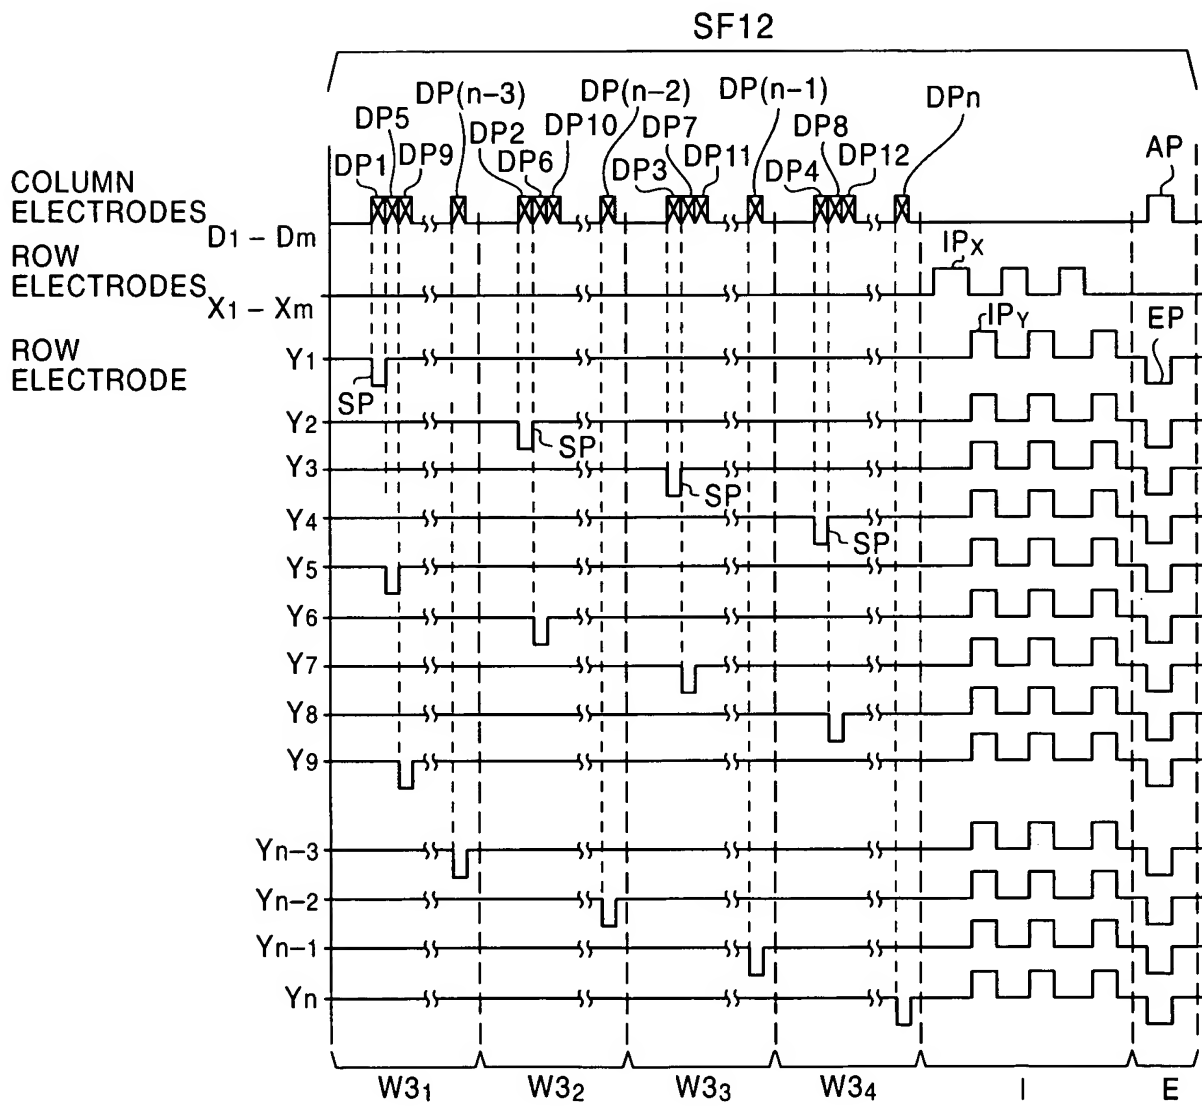 SF12
DP(n-3) DP(n-2) DP(n-1) DPn
DP5 DP2 DP10 DP7 DP8
DP1 DP9 DP6 DP3 DP11 DP4 DP12 AP
COLUMN
ELECTRODES D1 - Dm
ROW
ELECTRODES X1 - Xm
IPX
ROW
ELECTRODE
Y1 IPY EP
SP
Y2 SP
Y3 SP
Y4 SP
Y5
Y6
Y7
Y8
Y9
Yn-3
Yn-2
Yn-1
Yn
W31 W32 W33 W34 I E